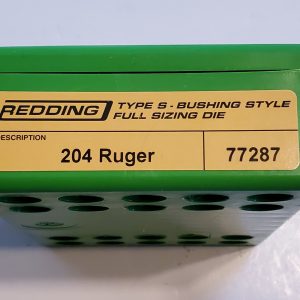 REDDING TYPE S - BUSHING STYLE
FULL SIZING DIE
DESCRIPTION
204 Ruger 77287